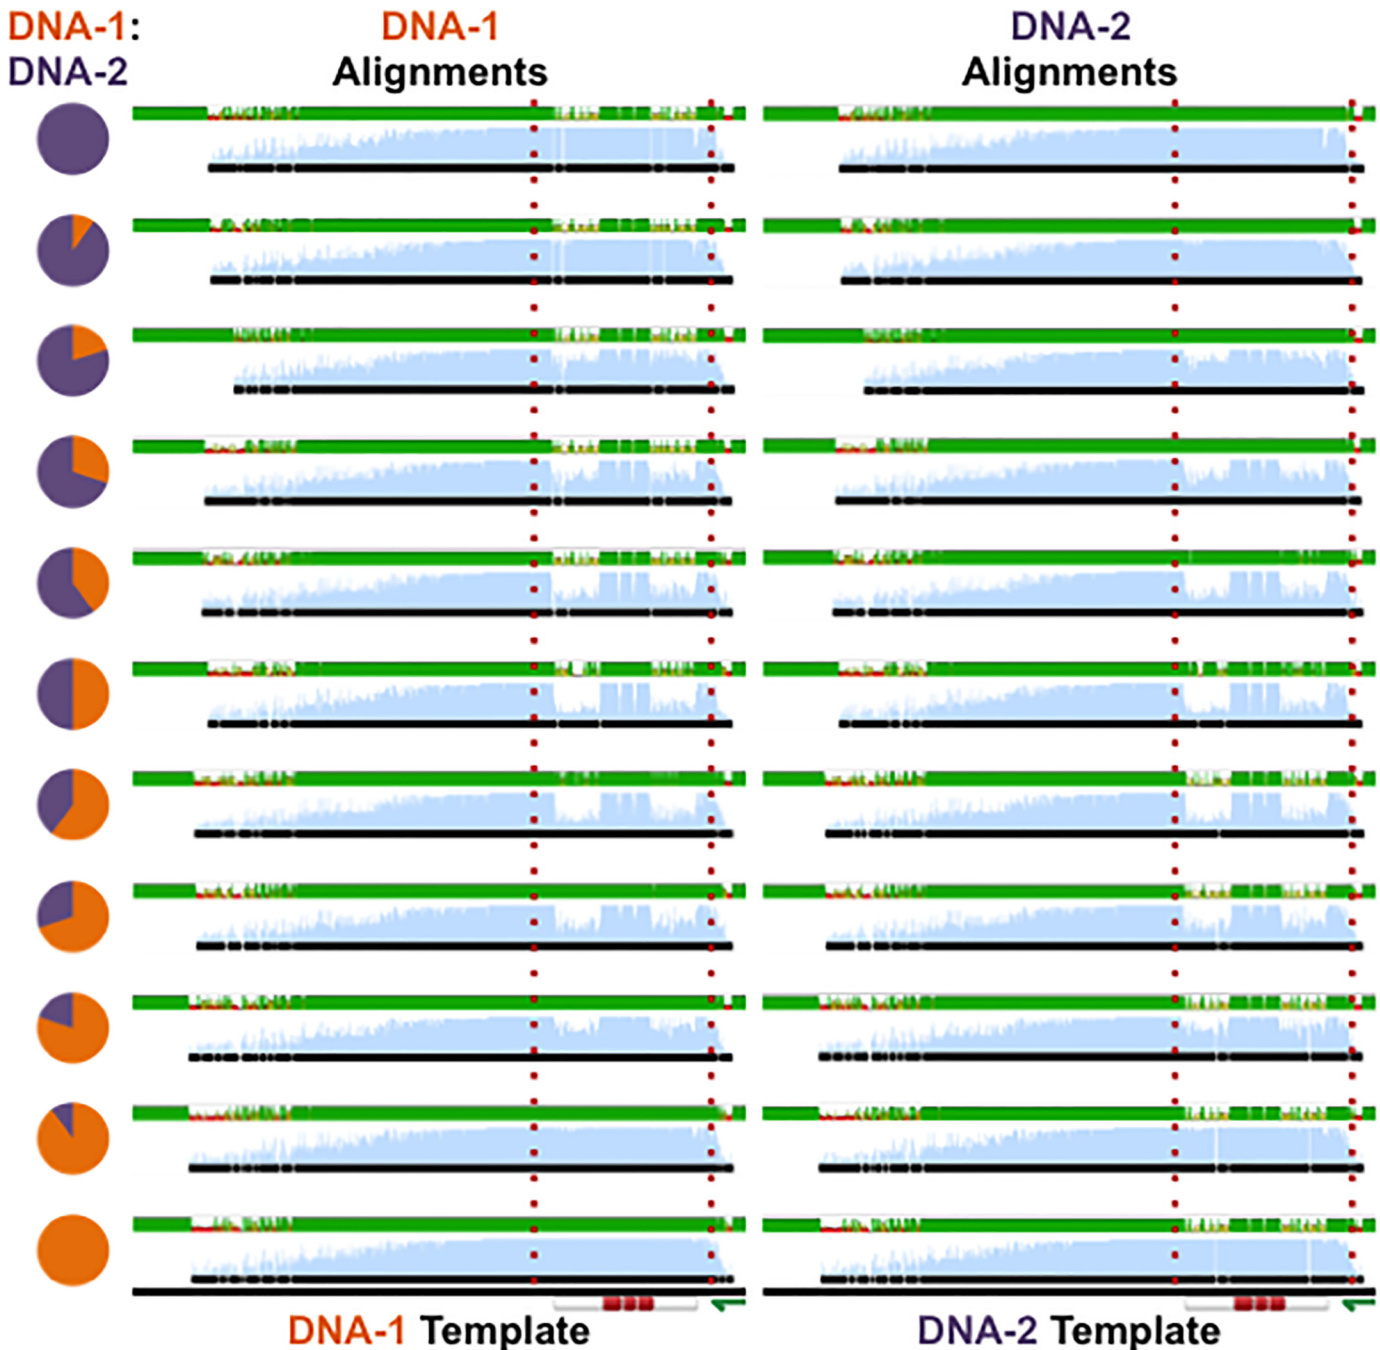 DNA-1:
DNA-2
DNA-1
Alignments
DNA-2
Alignments
DNA-1 Template
DNA-2 Template